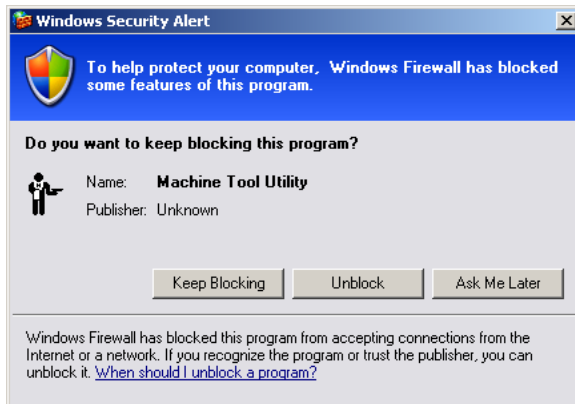 Windows Security Alert
To help protect your computer, Windows Firewall has blocked
some features of this program.
Do you want to keep blocking this program?
Name: Machine Tool Utility
Publisher: Unknown
Keep Blocking Unblock Ask Me Later
Windows Firewall has blocked this program from accepting connections from the
Internet or a network. If you recognize the program or trust the publisher, you can
unblock it. When should I unblock a program?